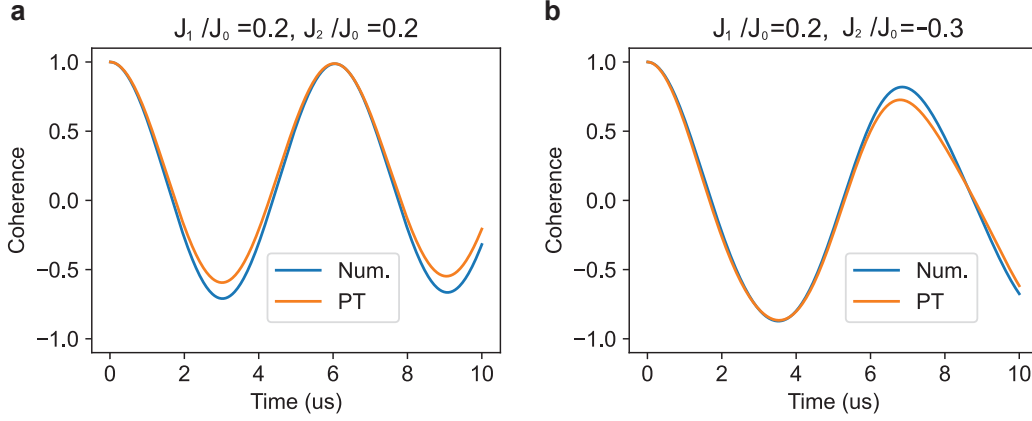 a
J₁ /J₀ =0.2, J₂ /J₀ =0.2
1.0
0.5
0.0
−0.5
−1.0
Coherence
Num.
PT
0
2
4
6
8
10
Time (us)
b
J₁ /J₀=0.2, J₂ /J₀=−0.3
1.0
0.5
0.0
−0.5
−1.0
Coherence
Num.
PT
0
2
4
6
8
10
Time (us)